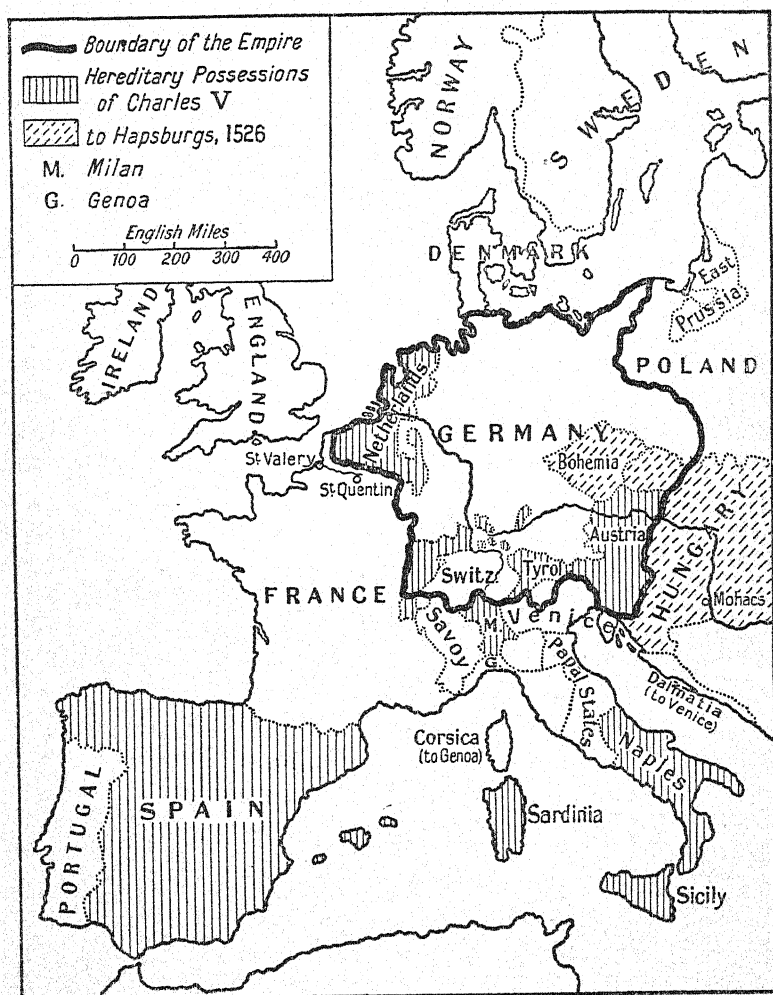 Boundary of the Empire
Hereditary Possessions
of Charles V
to Hapsburgs, 1526
M. Milan
G. Genoa
English Miles
0 100 200 300 400
NORWAY
SWEDEN
DENMARK
East
Prussia
IRELAND
ENGLAND
POLAND
Netherlands
GERMANY
St Valery
St Quentin
Bohemia
Austria
HUNGARY
Switz.
Tyrol
FRANCE
Mohacs
Savoy
M
Venice
G
Papal States
Dalmatia
(to Venice)
Corsica
(to Genoa)
Naples
PORTUGAL
SPAIN
Sardinia
Sicily